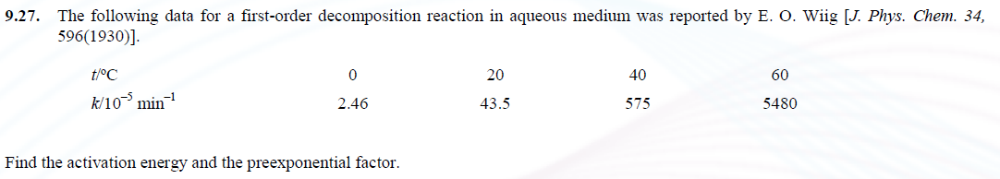 9.27. The following data for a first-order decomposition reaction in aqueous medium was reported by E. O. Wiig [J. Phys. Chem. 34,
596(1930)].
t/°C 0 20 40 60
k/10⁻⁵ min⁻¹ 2.46 43.5 575 5480
Find the activation energy and the preexponential factor.